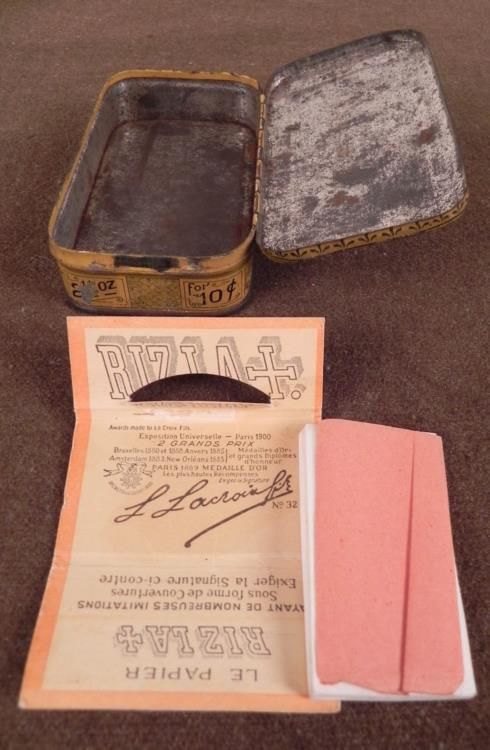 2¼ OZ
For 10¢
RIZLA+.
Awards made to La Croix Fils.
Exposition Universelle — Paris 1900
2 GRANDS PRIX
Bruxelles 1880 et 1888 Anvers 1885 Médailles d'Or
Amsterdam 1883 New Orléans 1885 et grands Diplômes d'honneur
PARIS 1889 MÉDAILLE D'OR
Les plus hautes Récompenses
Exiger la Signature
L. Lacroix fils
No 32
Exiger la Signature ci-contre
Sous forme de Couvertures
AYANT DE NOMBREUSES IMITATIONS
RIZLA+
LE PAPIER